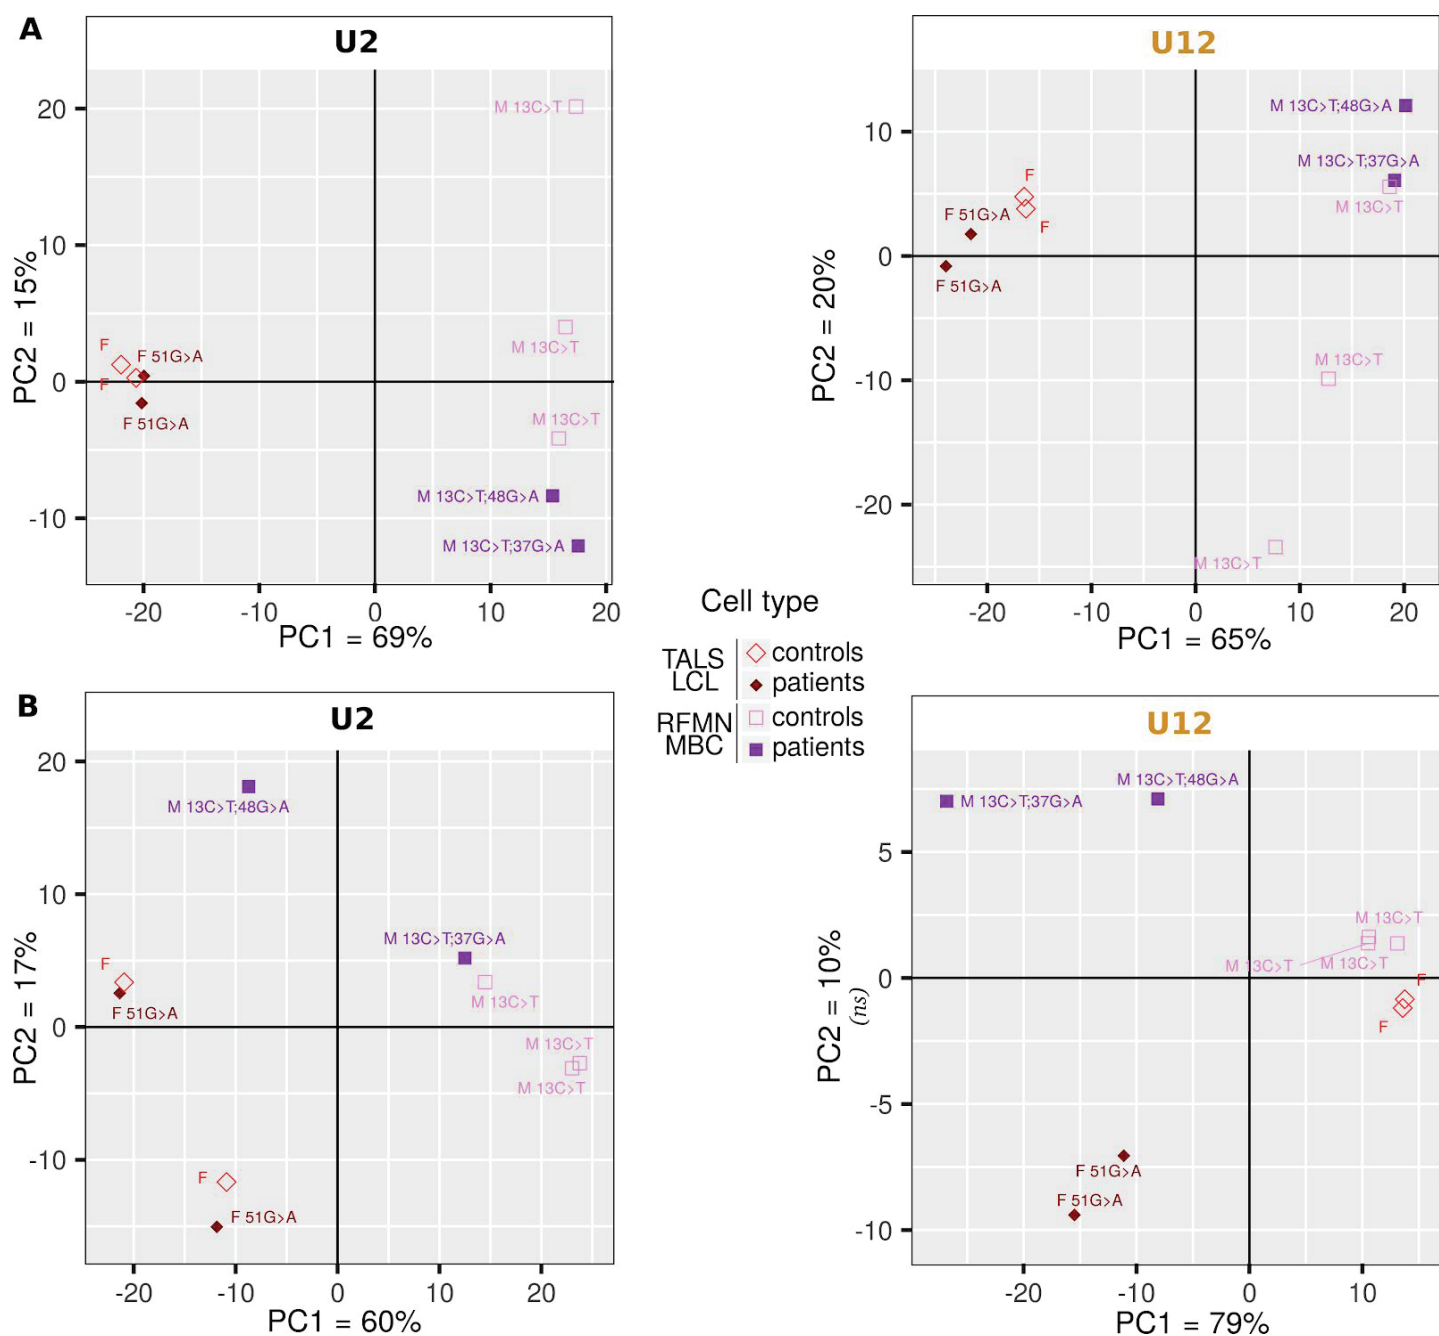 A
U2
20
10
0
-10
PC2 = 15%
M 13C>T
M 13C>T
M 13C>T
M 13C>T;48G>A
M 13C>T;37G>A
F
F 51G>A
F
F 51G>A
-20
-10
0
10
20
PC1 = 69%
U12
10
0
-10
-20
PC2 = 20%
M 13C>T;48G>A
M 13C>T;37G>A
M 13C>T
F
F 51G>A
F
F 51G>A
M 13C>T
M 13C>T
-20
-10
0
10
20
PC1 = 65%
Cell type
TALS
LCL
controls
patients
RFMN
MBC
controls
patients
B
U2
20
10
0
-10
PC2 = 17%
M 13C>T;48G>A
M 13C>T;37G>A
F
F 51G>A
M 13C>T
M 13C>T
M 13C>T
F
F 51G>A
-20
-10
0
10
20
PC1 = 60%
U12
5
0
-5
-10
PC2 = 10%
(ns)
M 13C>T;48G>A
M 13C>T;37G>A
M 13C>T
M 13C>T
M 13C>T
F
F
F 51G>A
F 51G>A
-20
-10
0
10
PC1 = 79%